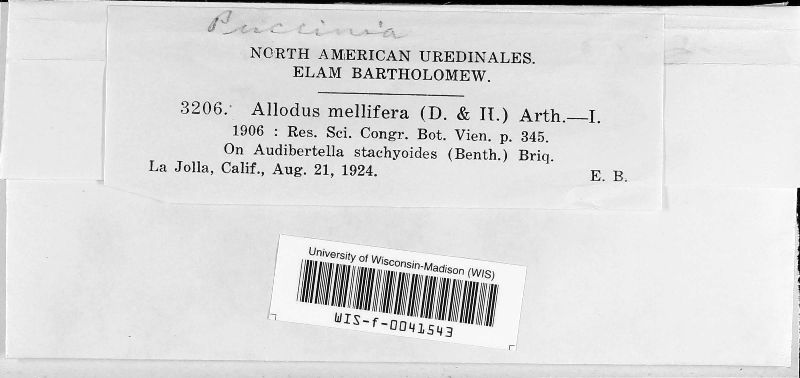 Puccinia
NORTH AMERICAN UREDINALES.
ELAM BARTHOLOMEW.
3206. Allodus mellifera (D. & H.) Arth.—I.
1906 : Res. Sci. Congr. Bot. Vien. p. 345.
On Audibertella stachyoides (Benth.) Briq.
La Jolla, Calif., Aug. 21, 1924. E. B.
University of Wisconsin-Madison (WIS)
WIS-f-0041543